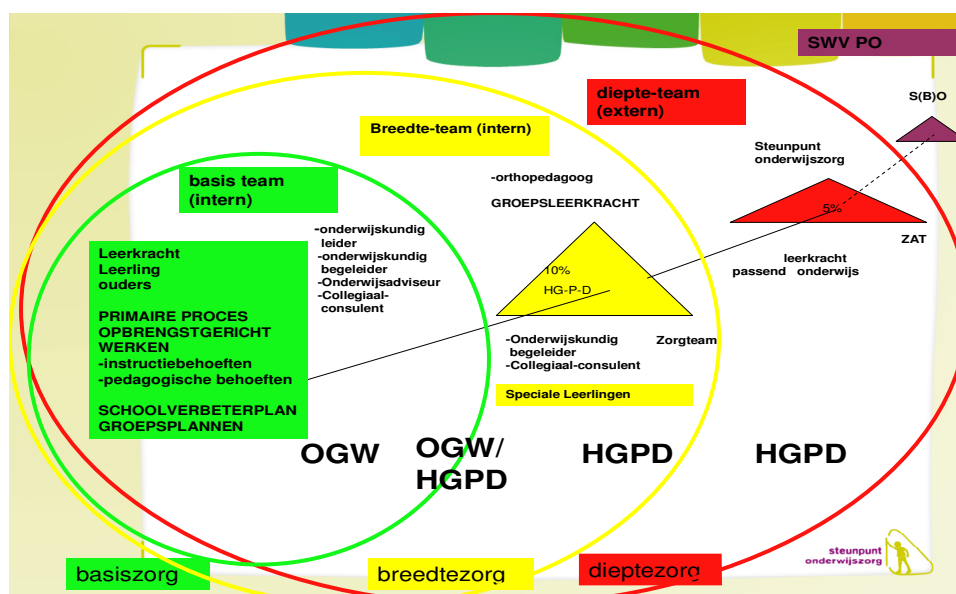 SWV PO
S(B)O
diepte-team
(extern)
Breedte-team (intern)
Steunpunt
onderwijszorg
basis team
(intern)
-orthopedagoog
GROEPSLEERKRACHT
5%
ZAT
-onderwijskundig
leider
-onderwijskundig
begeleider
-Onderwijsadviseur
-Collegiaal-
consulent
Leerkracht
Leerling
ouders
PRIMAIRE PROCES
OPBRENGSTGERICHT
WERKEN
-instructiebehoeften
-pedagogische behoeften
SCHOOLVERBETERPLAN
GROEPSPLANNEN
10%
HG-P-D
leerkracht
passend onderwijs
-Onderwijskundig
begeleider
-Collegiaal-consulent
Zorgteam
Speciale Leerlingen
OGW
OGW/
HGPD
HGPD
HGPD
basiszorg
breedtezorg
dieptezorg
steunpunt
onderwijszorg